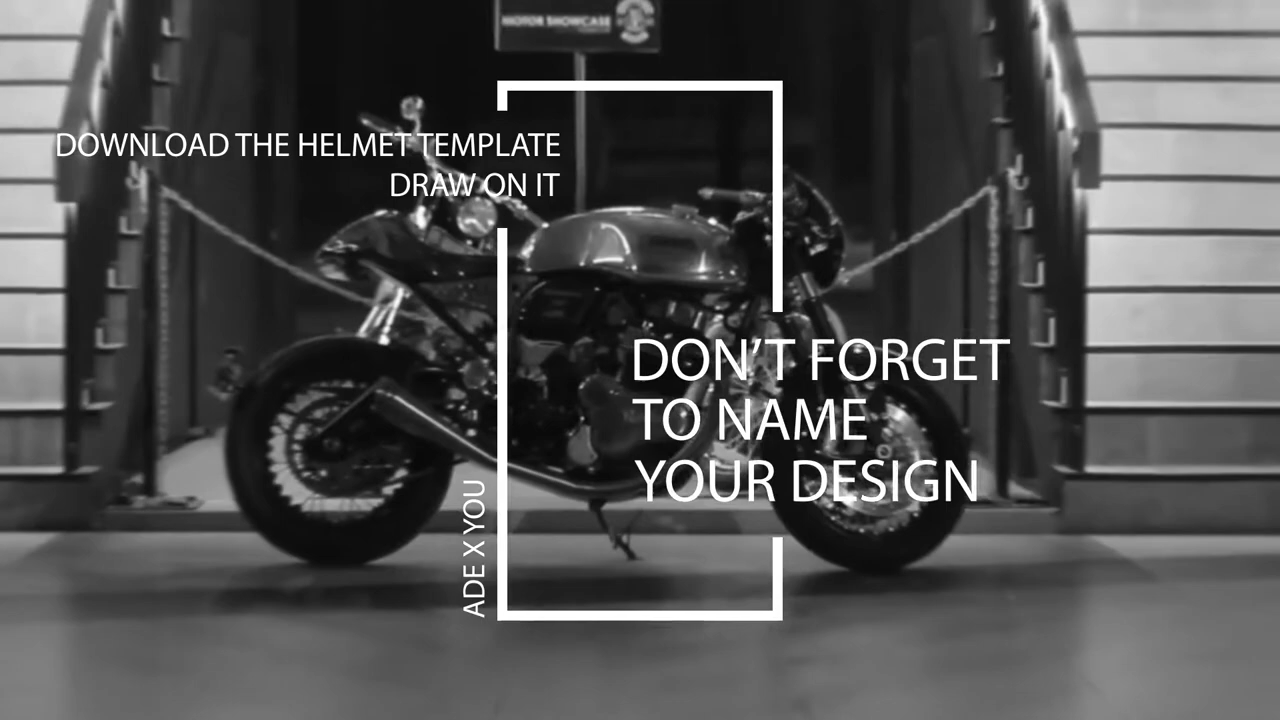 MOTOR SHOWCASE
DOWNLOAD THE HELMET TEMPLATE
DRAW ON IT
DON'T FORGET
TO NAME
YOUR DESIGN
ADE X YOU